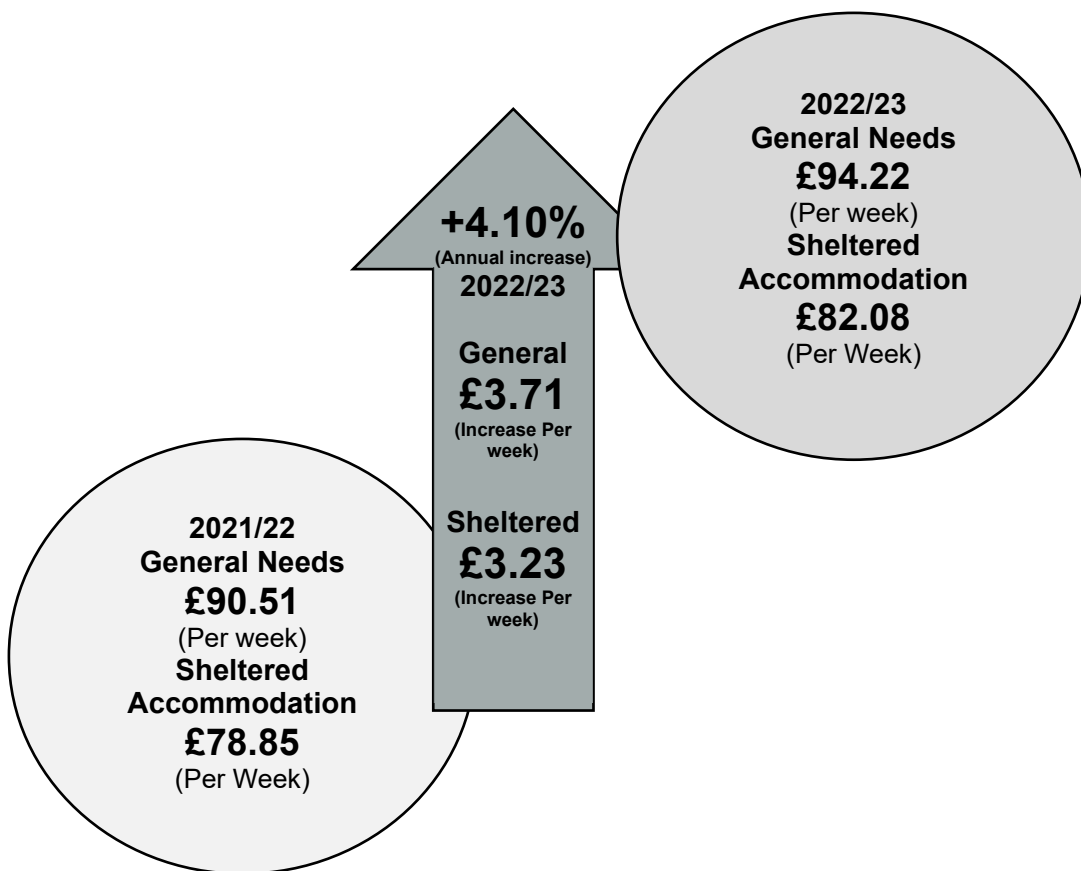 2022/23
General Needs
£94.22
(Per week)
Sheltered
Accommodation
£82.08
(Per Week)
+4.10%
(Annual increase)
2022/23
General
£3.71
(Increase Per
week)
Sheltered
£3.23
(Increase Per
week)
2021/22
General Needs
£90.51
(Per week)
Sheltered
Accommodation
£78.85
(Per Week)